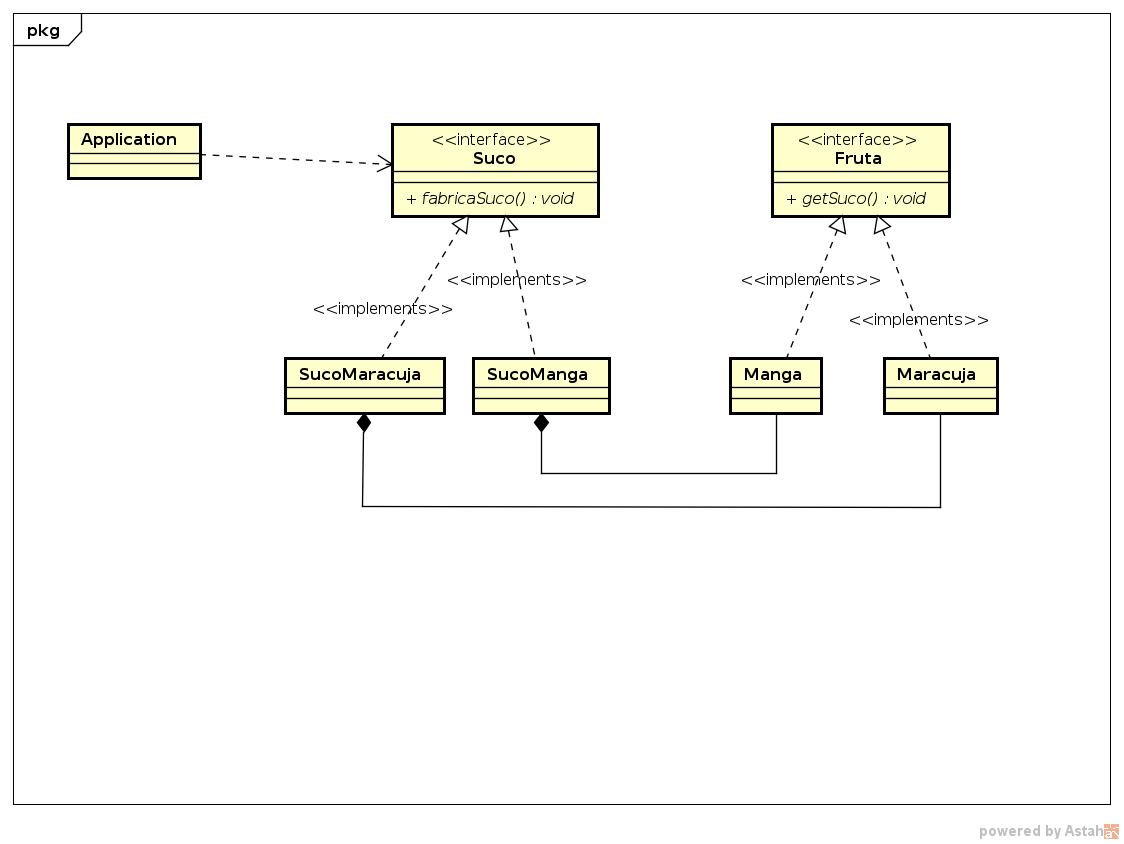 pkg
Application
<<interface>>
Suco
+ fabricaSuco() : void
<<interface>>
Fruta
+ getSuco() : void
<<implements>>
<<implements>>
<<implements>>
<<implements>>
SucoMaracuja
SucoManga
Manga
Maracuja
powered by Astah